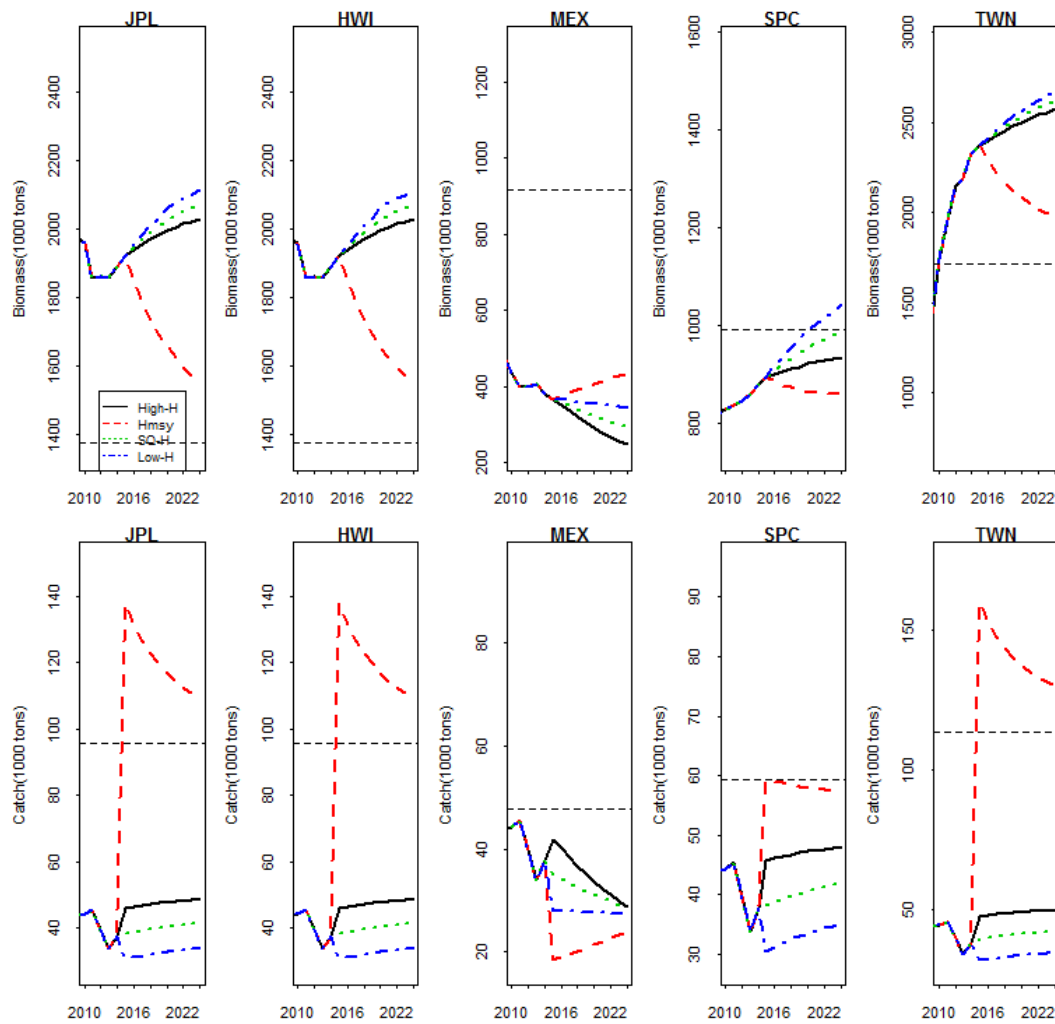 JPL HWI MEX SPC TWN
Biomass(1000 tons)
1400 1600 1800 2000 2200 2400
2010 2016 2022
High-H
Hmsy
SQ-H
Low-H
Biomass(1000 tons)
1400 1600 1800 2000 2200 2400
2010 2016 2022
Biomass(1000 tons)
200 400 600 800 1000 1200
2010 2016 2022
Biomass(1000 tons)
800 1000 1200 1400 1600
2010 2016 2022
Biomass(1000 tons)
1000 1500 2000 2500 3000
2010 2016 2022
JPL HWI MEX SPC TWN
Catch(1000 tons)
40 60 80 100 120 140
2010 2016 2022
Catch(1000 tons)
40 60 80 100 120 140
2010 2016 2022
Catch(1000 tons)
20 40 60 80
2010 2016 2022
Catch(1000 tons)
30 40 50 60 70 80 90
2010 2016 2022
Catch(1000 tons)
50 100 150
2010 2016 2022